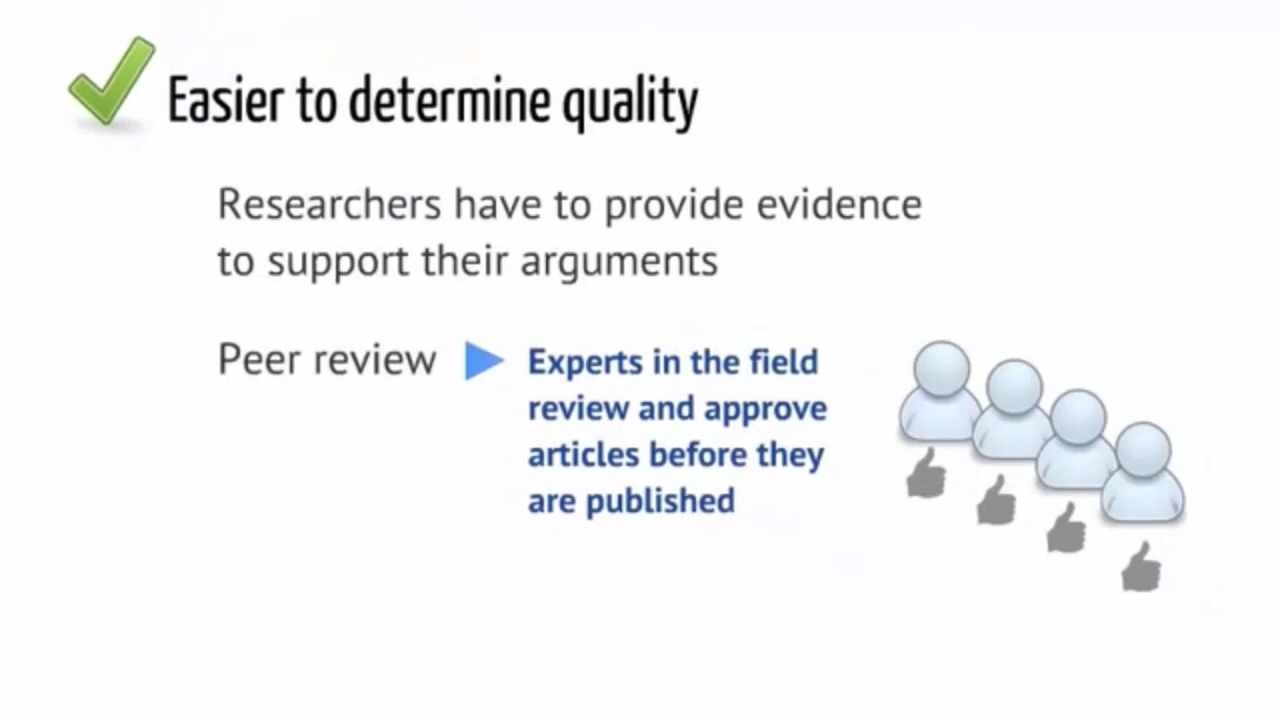 Easier to determine quality
Researchers have to provide evidence
to support their arguments
Peer review
Experts in the field
review and approve
articles before they
are published